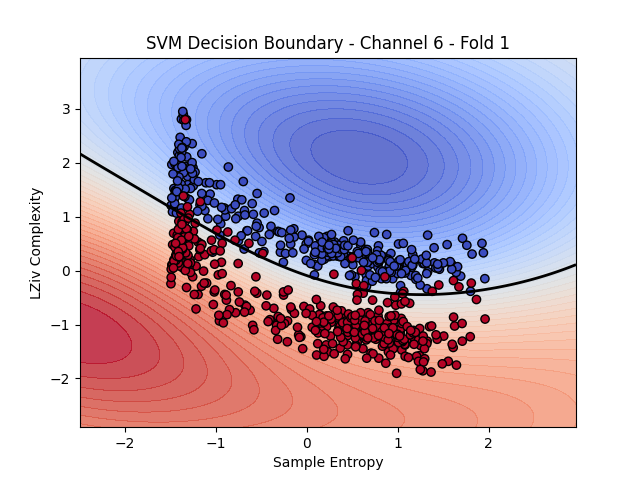 SVM Decision Boundary - Channel 6 - Fold 1
3
2
1
0
−1
−2
LZiv Complexity
−2 −1 0 1 2
Sample Entropy